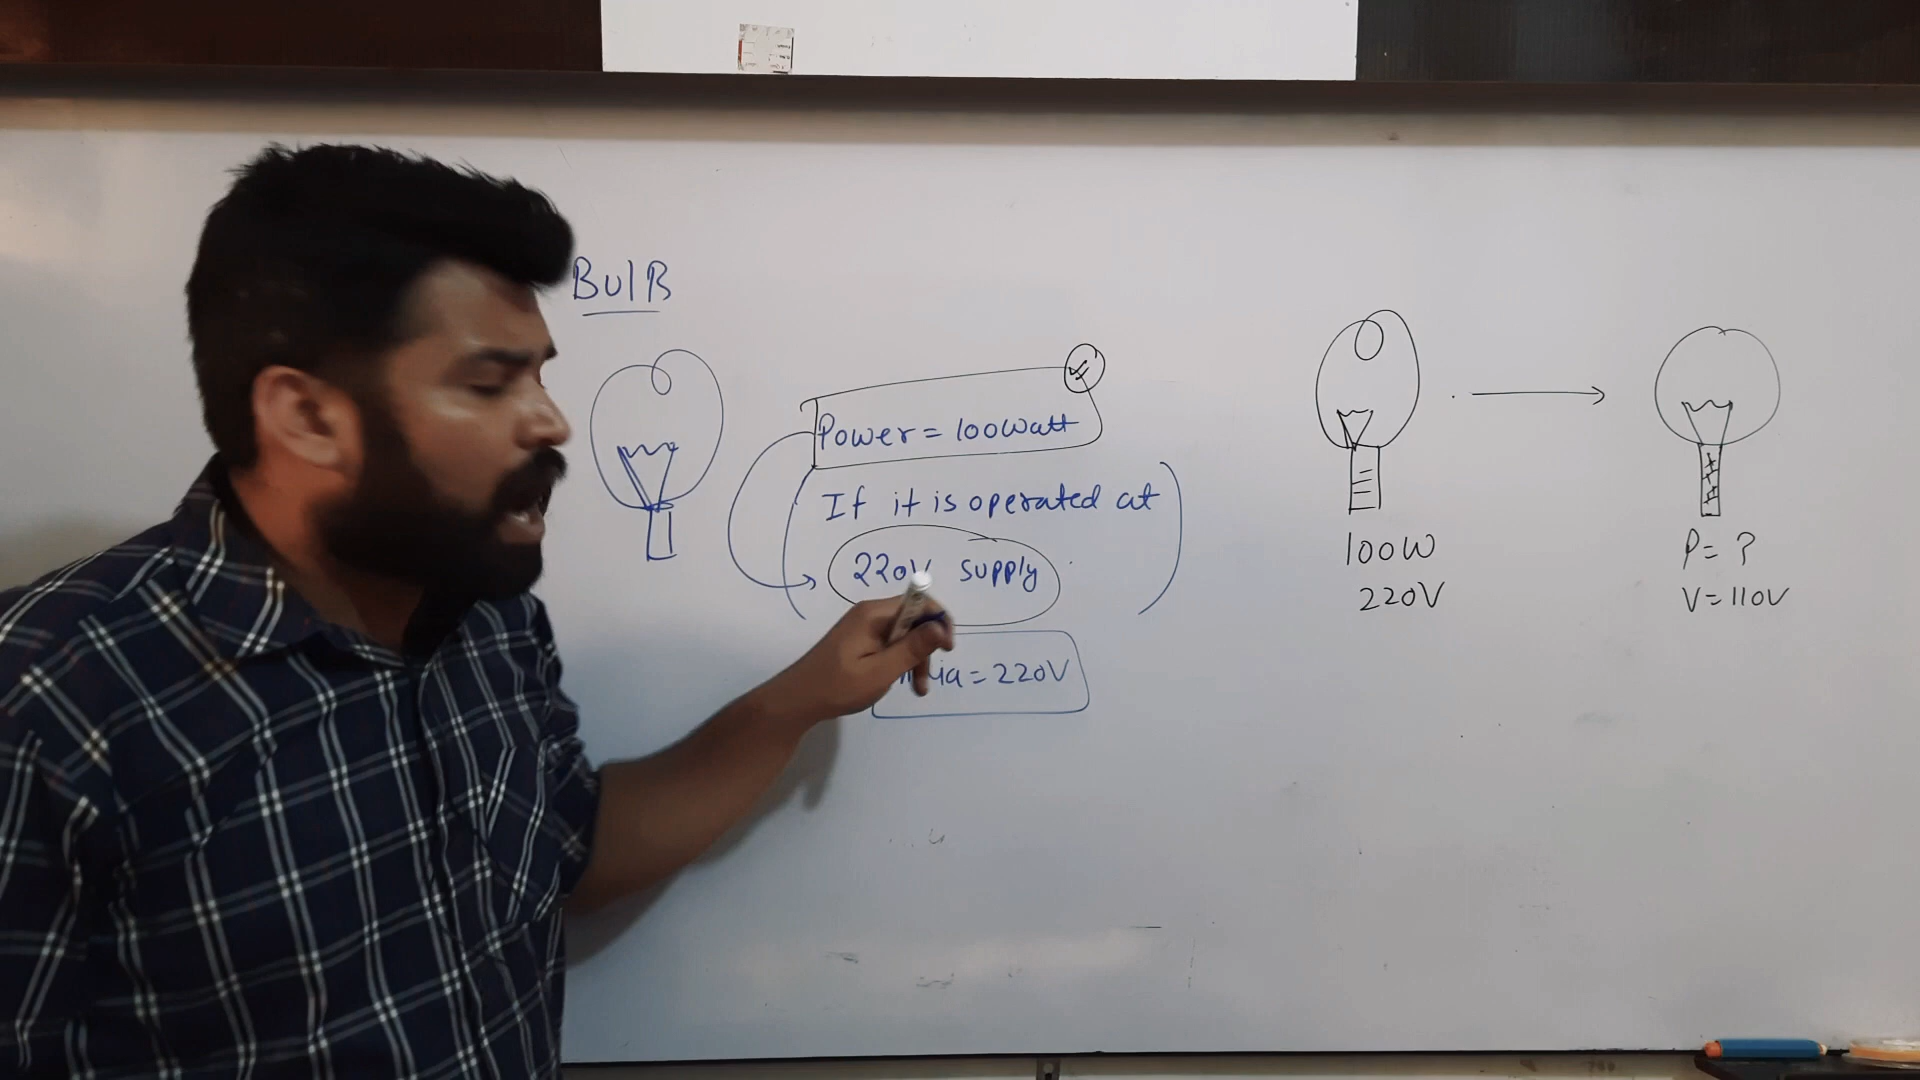 BulB
Power = 100watt
If it is operated at
220V supply
= 220V
100W
220V
P = ?
V = 110V